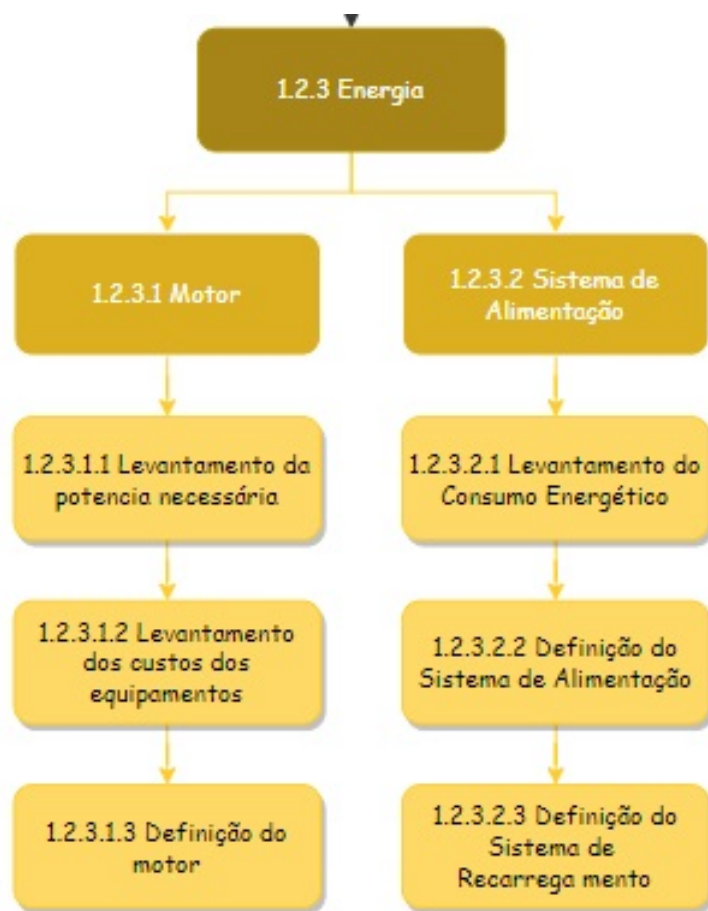 1.2.3 Energia
1.2.3.1 Motor
1.2.3.2 Sistema de
Alimentação
1.2.3.1.1 Levantamento da
potencia necessária
1.2.3.2.1 Levantamento do
Consumo Energético
1.2.3.1.2 Levantamento
dos custos dos
equipamentos
1.2.3.2.2 Definição do
Sistema de Alimentação
1.2.3.1.3 Definição do
motor
1.2.3.2.3 Definição do
Sistema de
Recarrega mento